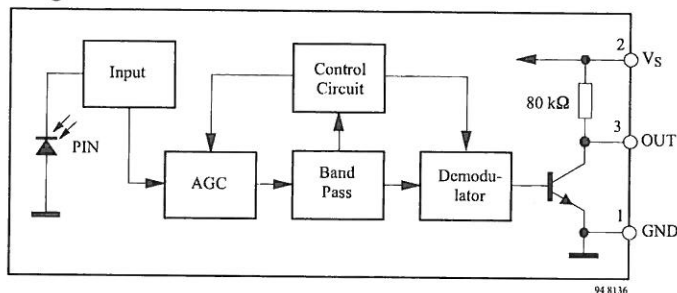 Input
Control
Circuit
2
VS
80 kΩ
PIN
3
OUT
AGC
Band
Pass
Demodu-
lator
1
GND
94 8136